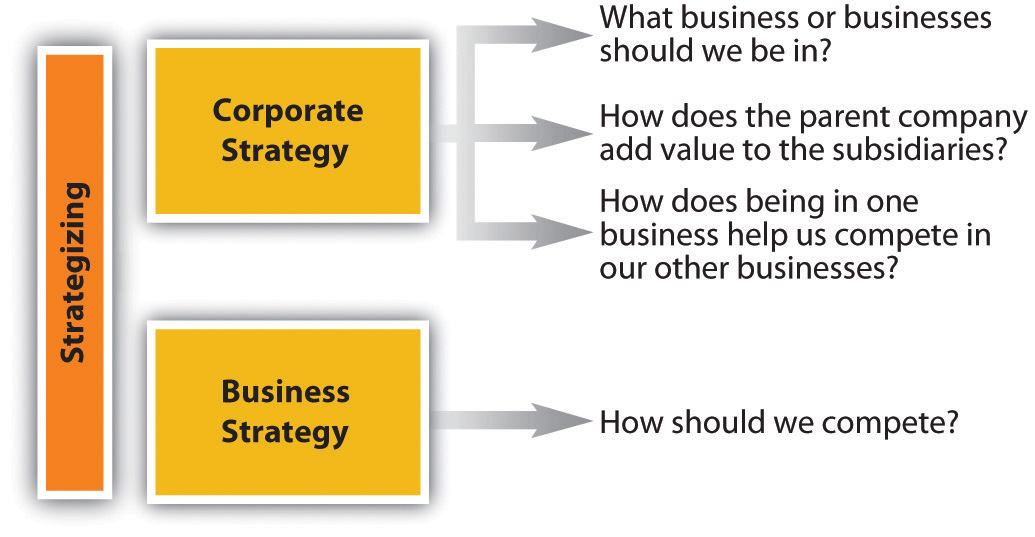 Strategizing
Corporate
Strategy
What business or businesses
should we be in?
How does the parent company
add value to the subsidiaries?
How does being in one
business help us compete in
our other businesses?
Business
Strategy
How should we compete?